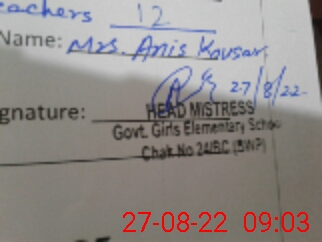 eachers 12
Name: Mrs. Anis Kousar
27/8/22
gnature:
HEAD MISTRESS
Govt. Girls Elementary Schoo
Chak No 24/BC (BWP)
27-08-22 09:03